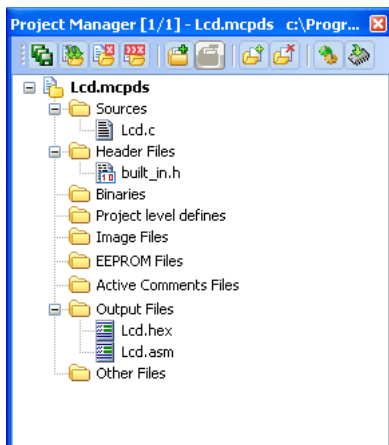 Project Manager [1/1] - Lcd.mcpds c:\Progr...
Lcd.mcpds
Sources
Lcd.c
Header Files
built_in.h
Binaries
Project level defines
Image Files
EEPROM Files
Active Comments Files
Output Files
Lcd.hex
Lcd.asm
Other Files